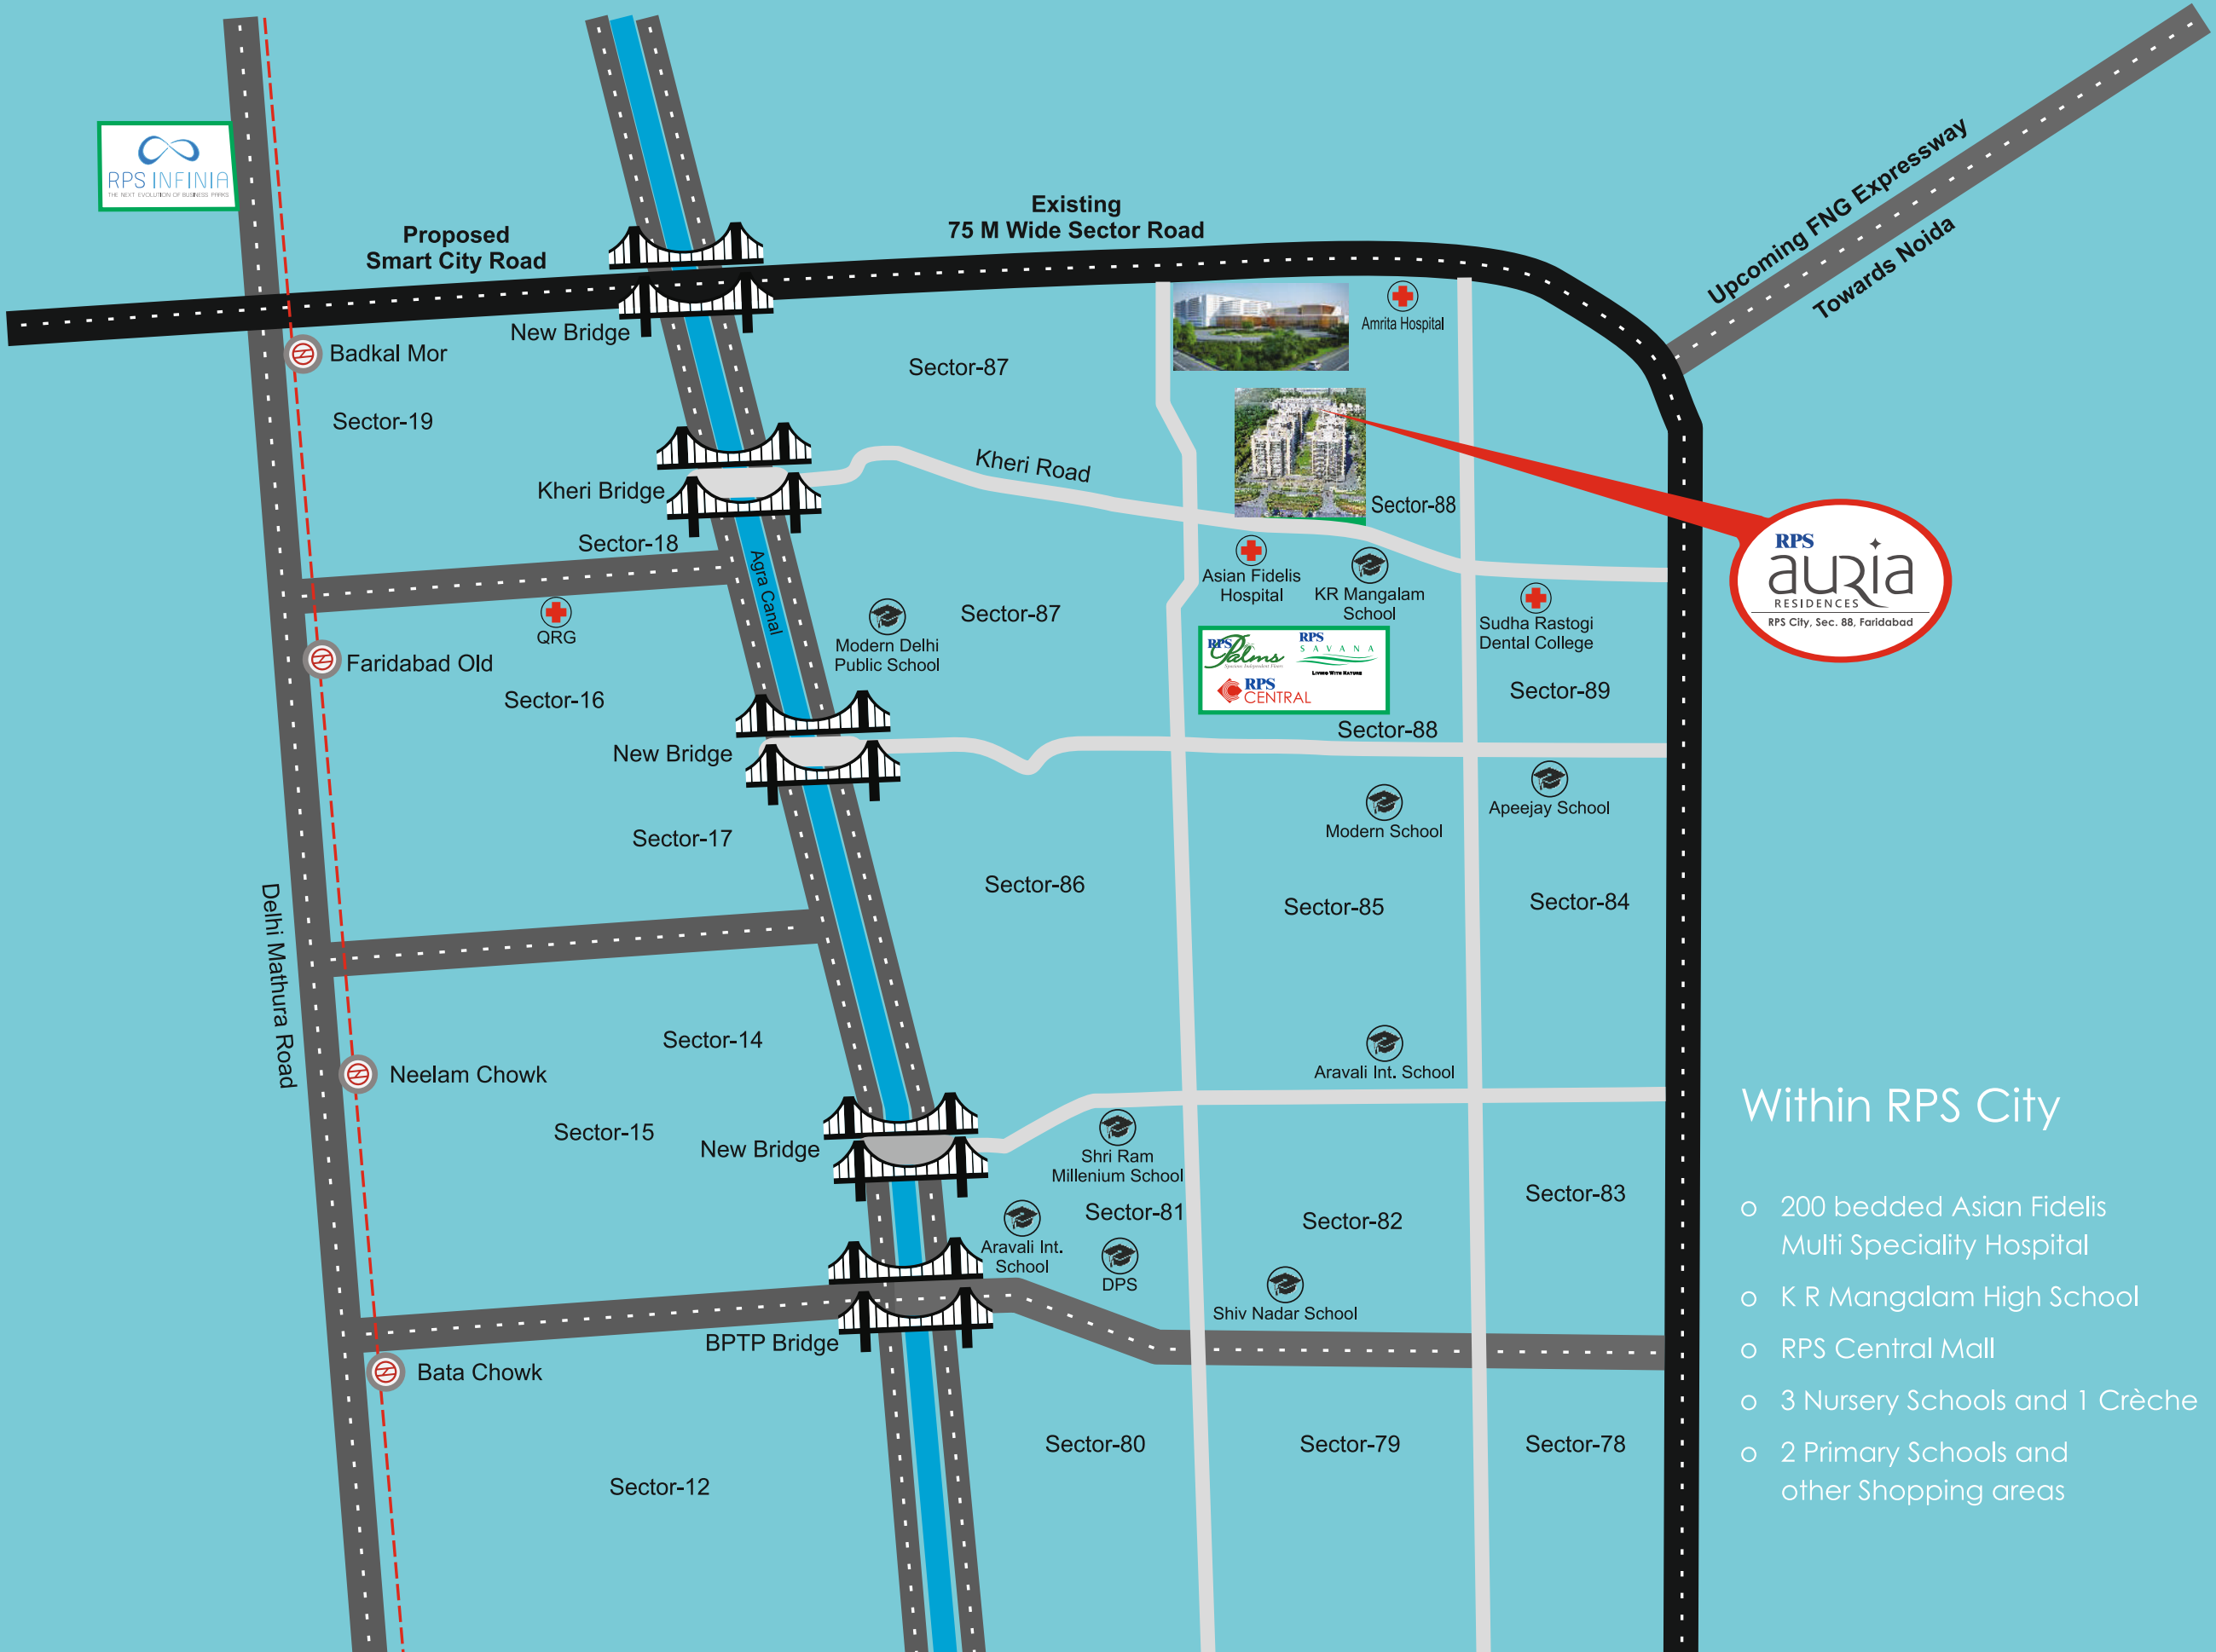 RPS INFINIA
THE NEXT EVOLUTION OF BUSINESS PARKS
Proposed
Smart City Road
Existing
75 M Wide Sector Road
Upcoming FNG Expressway
Towards Noida
New Bridge
Badkal Mor
Amrita Hospital
Sector-87
Sector-19
Kheri Road
Kheri Bridge
Sector-88
Sector-18
Agra Canal
Asian Fidelis
Hospital
KR Mangalam
School
RPS
auria
RESIDENCES
RPS City, Sec. 88, Faridabad
QRG
Modern Delhi
Public School
Sector-87
Sudha Rastogi
Dental College
Faridabad Old
Sector-16
RPS
Palms
Spacious Independent Floors
RPS
SAVANA
LIVING WITH NATURE
RPS
CENTRAL
Sector-89
Sector-88
New Bridge
Sector-17
Modern School
Apeejay School
Sector-86
Sector-85
Sector-84
Delhi Mathura Road
Sector-14
Neelam Chowk
Aravali Int. School
Sector-15
New Bridge
Shri Ram
Millenium School
Sector-81
Sector-82
Sector-83
Aravali Int.
School
DPS
Shiv Nadar School
BPTP Bridge
Bata Chowk
Sector-80
Sector-79
Sector-78
Sector-12
Within RPS City
o 200 bedded Asian Fidelis
Multi Speciality Hospital
o K R Mangalam High School
o RPS Central Mall
o 3 Nursery Schools and 1 Crèche
o 2 Primary Schools and
other Shopping areas